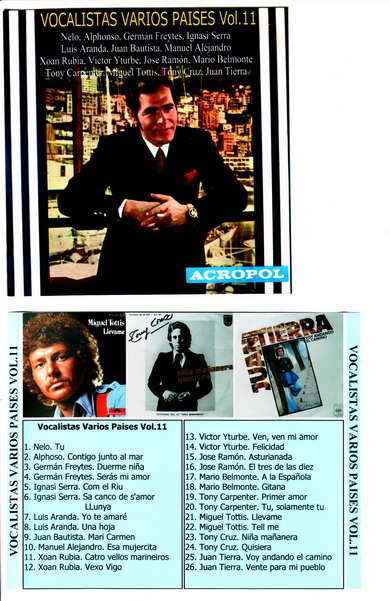 VOCALISTAS VARIOS PAISES Vol.11
Nelo, Alphonso, Germán Freytes, Ignasi Serra
Luis Aranda, Juan Bautista, Manuel Alejandro
Xoan Rubia, Victor Yturbe, Jose Ramón, Mario Belmonte
Tony Carpenter, Miguel Tottis, Tony Cruz, Juan Tierra
ACROPOL
VOCALISTAS VARIOS PAISES VOL.11
Miguel Tottis
Llevame
Tony Cruz
niña mañanera
JUAN TIERRA
VOCALISTAS VARIOS PAISES VOL.11
Vocalistas Varios Paises Vol.11
1. Nelo. Tu
2. Alphoso. Contigo junto al mar
3. Germán Freytes. Duerme niña
4. Germán Freytes. Serás mi amor
5. Ignasi Serra. Com el Riu
6. Ignasi Serra. Sa canco de s'amor
LLunya
7. Luis Aranda. Yo te amaré
8. Luis Aranda. Una hoja
9. Juan Bautista. Mari Carmen
10. Manuel Alejandro. Esa mujercita
11. Xoan Rubia. Catro vellos marineiros
12. Xoan Rubia. Vexo Vigo
13. Victor Yturbe. Ven, ven mi amor
14. Victor Yturbe. Felicidad
15. Jose Ramón. Asturianada
16. Jose Ramón. El tres de las diez
17. Mario Belmonte. A la Española
18. Mario Belmonte. Gitana
19. Tony Carpenter. Primer amor
20. Tony Carpenter. Tu, solamente tu
21. Miguel Tottis. Llevame
22. Miguel Tottis. Tell me
23. Tony Cruz. Niña mañanera
24. Tony Cruz. Quisiera
25. Juan Tierra. Voy andando el camino
26. Juan Tierra. Vente para mi pueblo